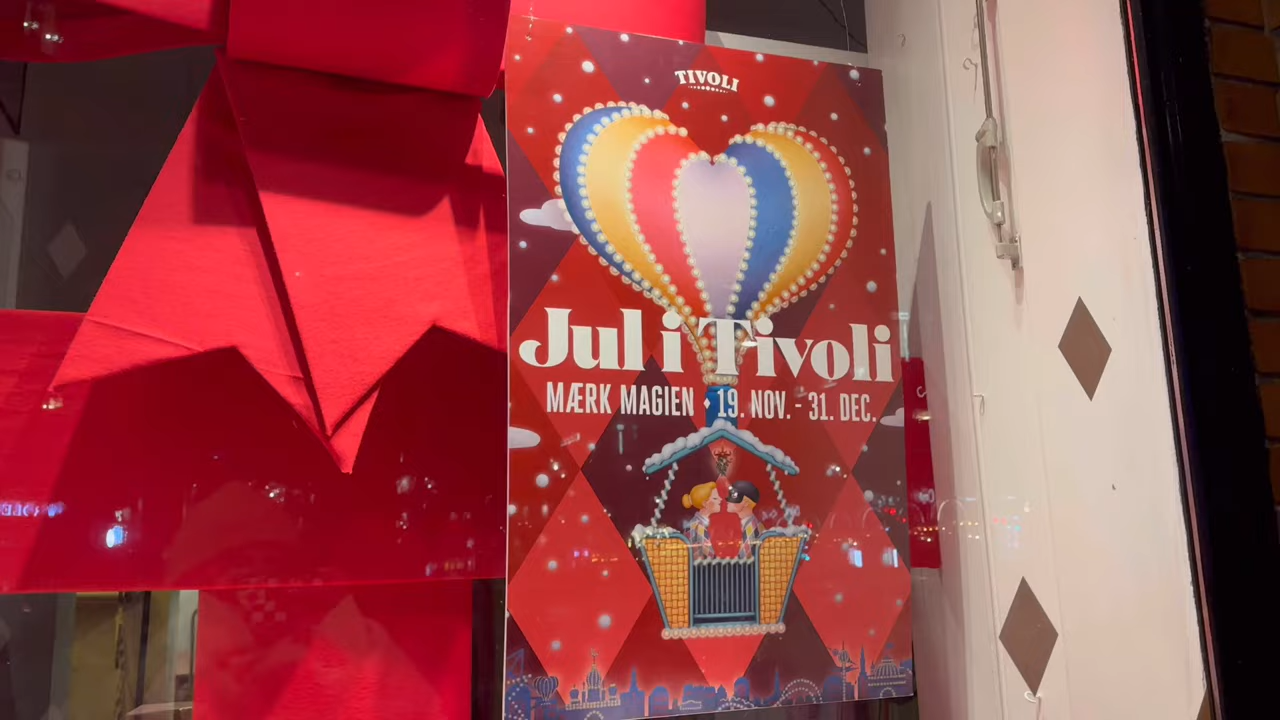 TIVOLI
Jul i Tivoli
MÆRK MAGIEN ♦ 19. NOV. - 31. DEC.